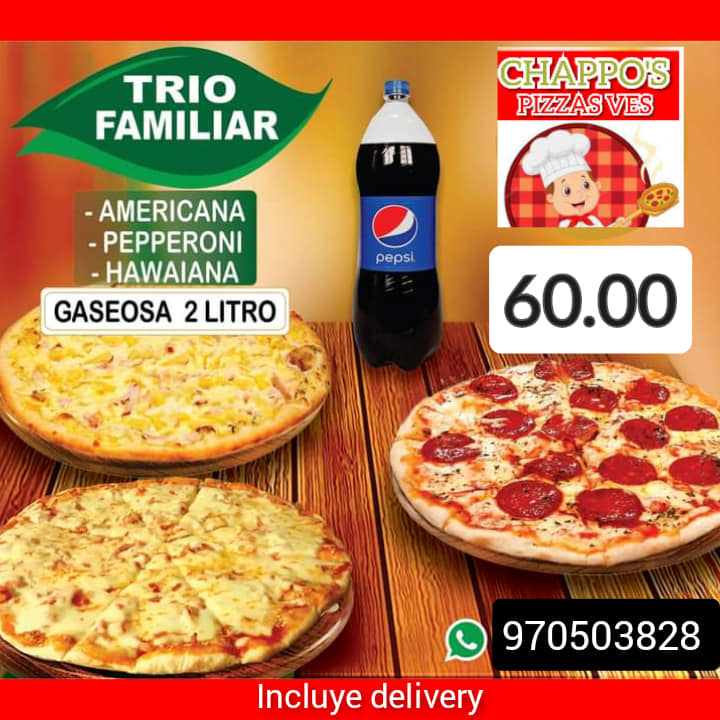 TRIO
FAMILIAR
- AMERICANA
- PEPPERONI
- HAWAIANA
GASEOSA 2 LITRO
pepsi
CHAPPO'S
PIZZAS VES
60.00
970503828
Incluye delivery